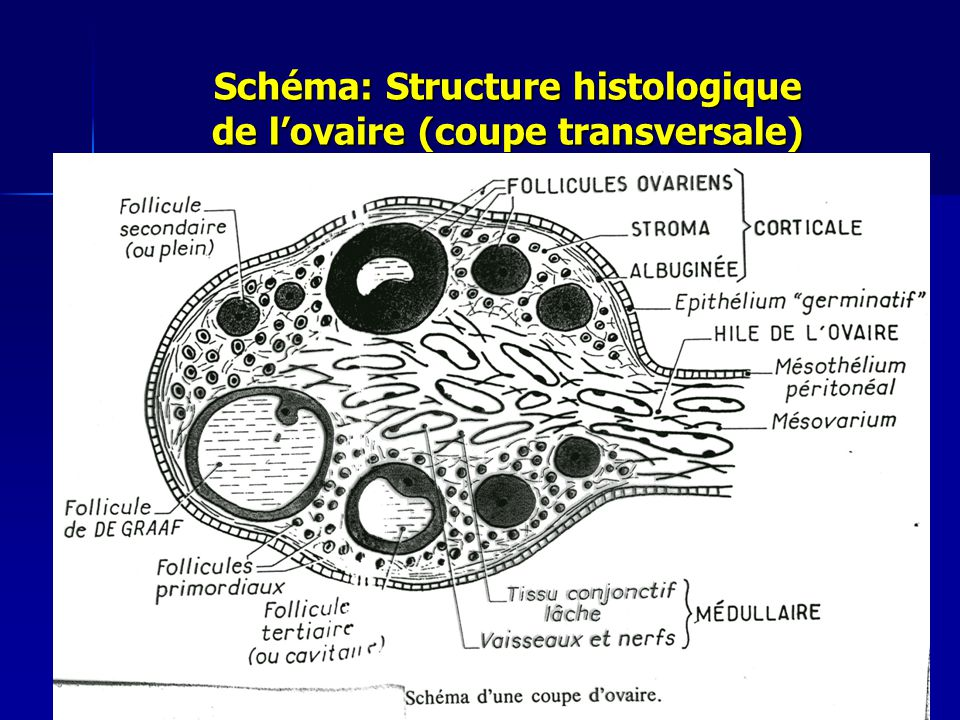 Schéma: Structure histologique
de l’ovaire (coupe transversale)
Follicule
secondaire
(ou plein)
FOLLICULES OVARIENS
STROMA
CORTICALE
ALBUGINÉE
Epithélium "germinatif"
HILE DE L'OVAIRE
Mésothélium
péritonéal
Mésovarium
Follicule
de DE GRAAF
Follicules
primordiaux
Follicule
tertiaire
(ou cavitaire)
Tissu conjonctif
lâche
MÉDULLAIRE
Vaisseaux et nerfs
Schéma d'une coupe d'ovaire.